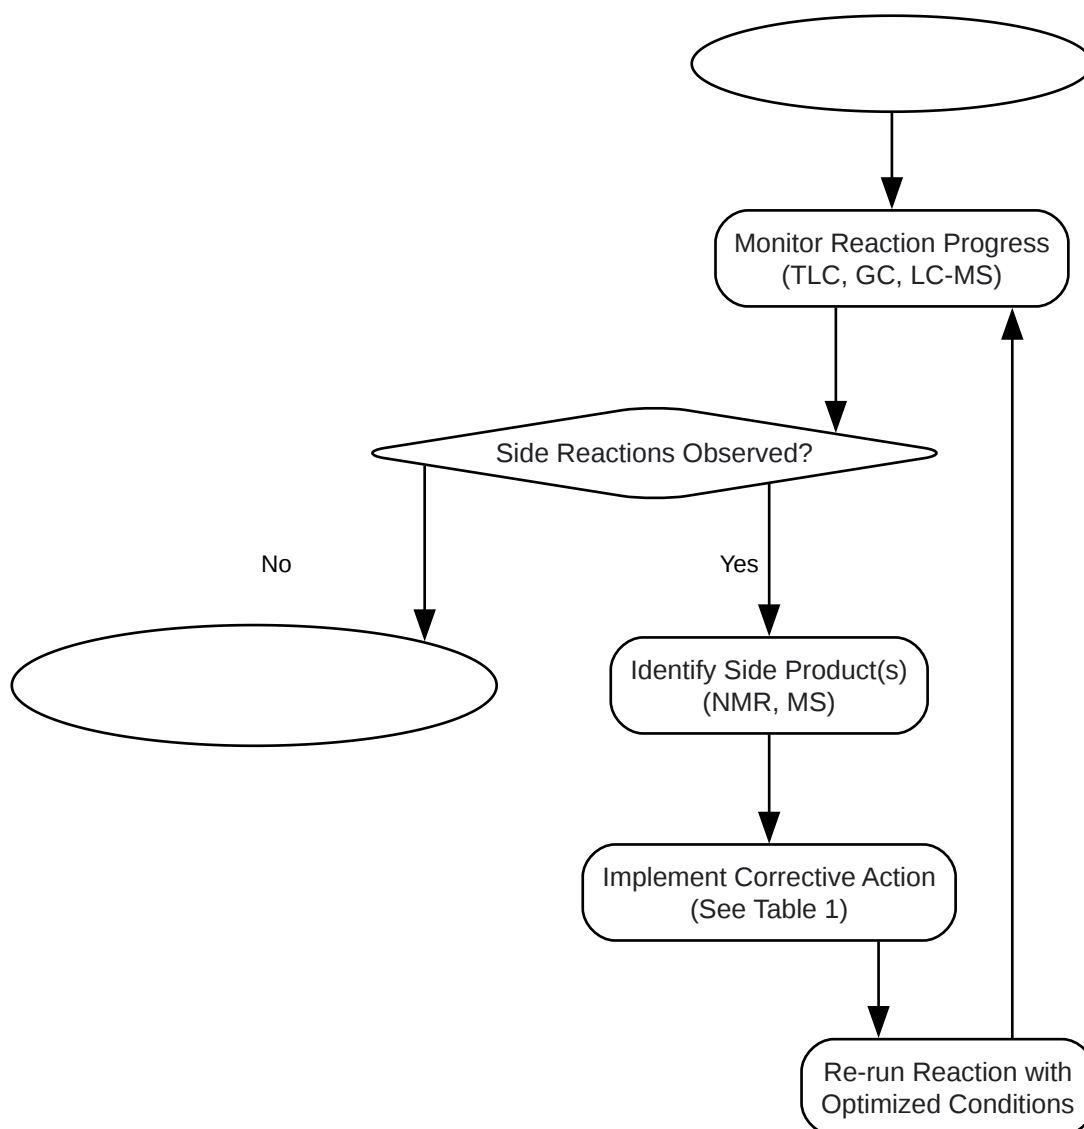 Monitor Reaction Progress
(TLC, GC, LC-MS)
Side Reactions Observed?
No
Yes
Identify Side Product(s)
(NMR, MS)
Implement Corrective Action
(See Table 1)
Re-run Reaction with
Optimized Conditions